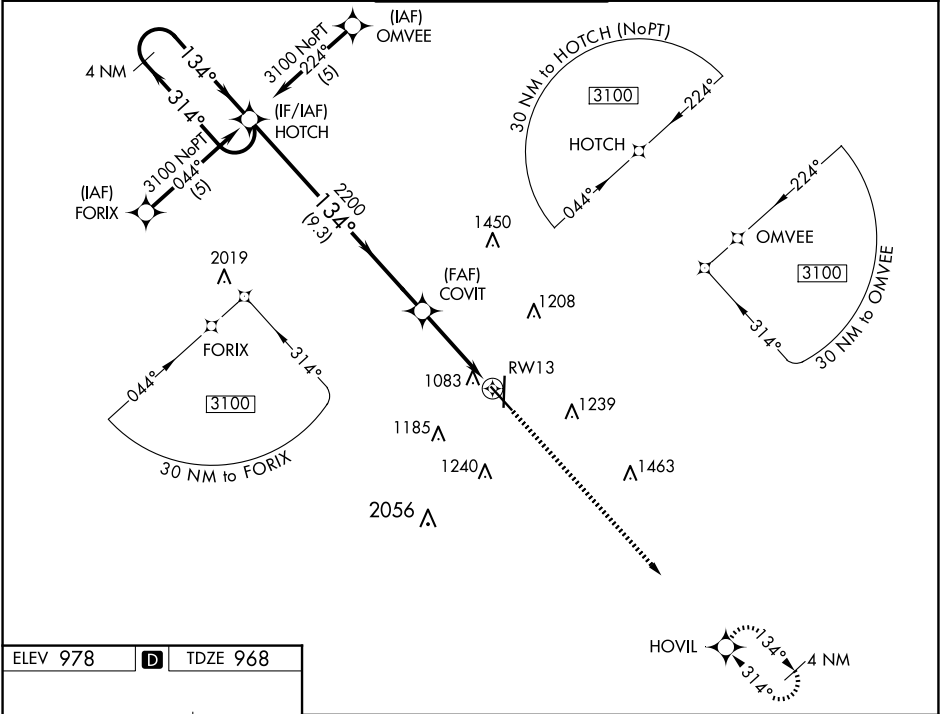 (IAF)
OMVEE
3100 NoPT
224°
(5)
4 NM
134°
314°
(IF/IAF)
HOTCH
3100 NoPT
044°
(5)
(IAF)
FORIX
30 NM to HOTCH (NoPT)
3100
224°
HOTCH
044°
2200
134°
(9.3)
1450
224°
OMVEE
3100
314°
30 NM to OMVEE
2019
(FAF)
COVIT
1208
FORIX
044°
314°
3100
30 NM to FORIX
1083
RW13
1239
1185
1240
1463
2056
HOVIL
134°
314°
4 NM
ELEV 978 D TDZE 968